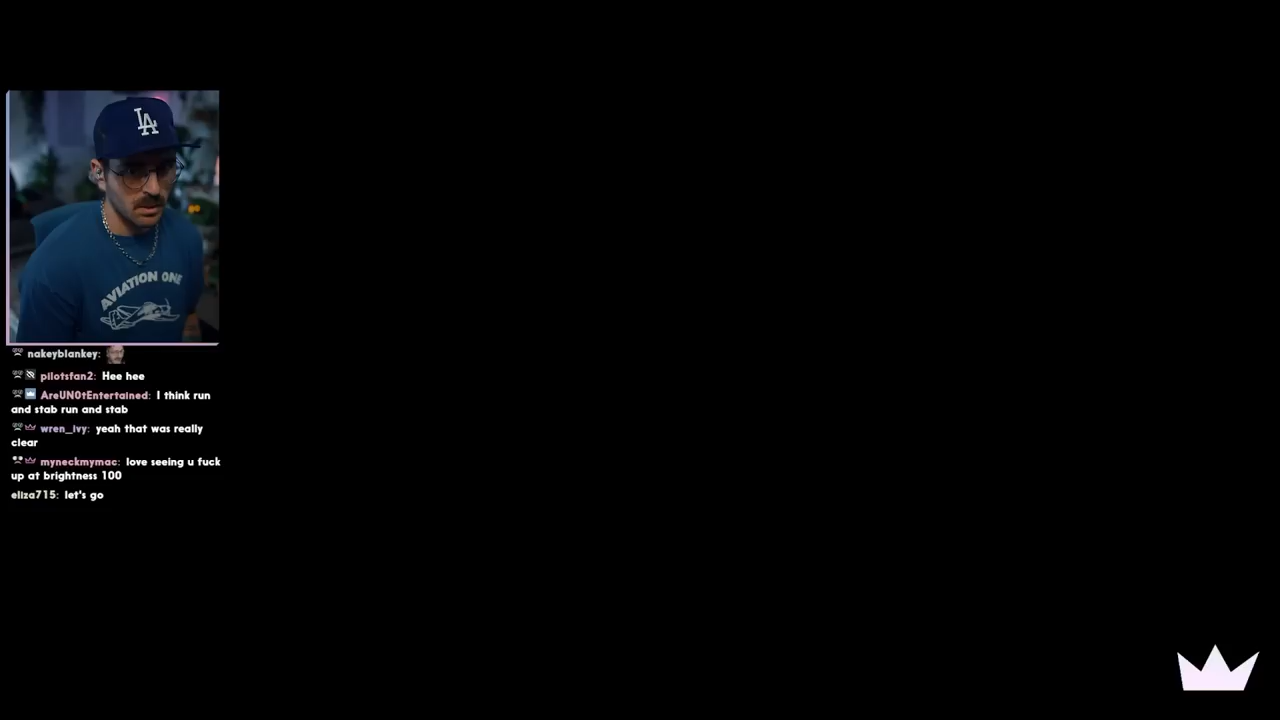 LA
AVIATION ONE
nakeyblankey:
pilotsfan2: Hee hee
AreUN0tEntertained: I think run
and stab run and stab
wren_ivy: yeah that was really
clear
myneckmymac: love seeing u fuck
up at brightness 100
eliza715: let's go